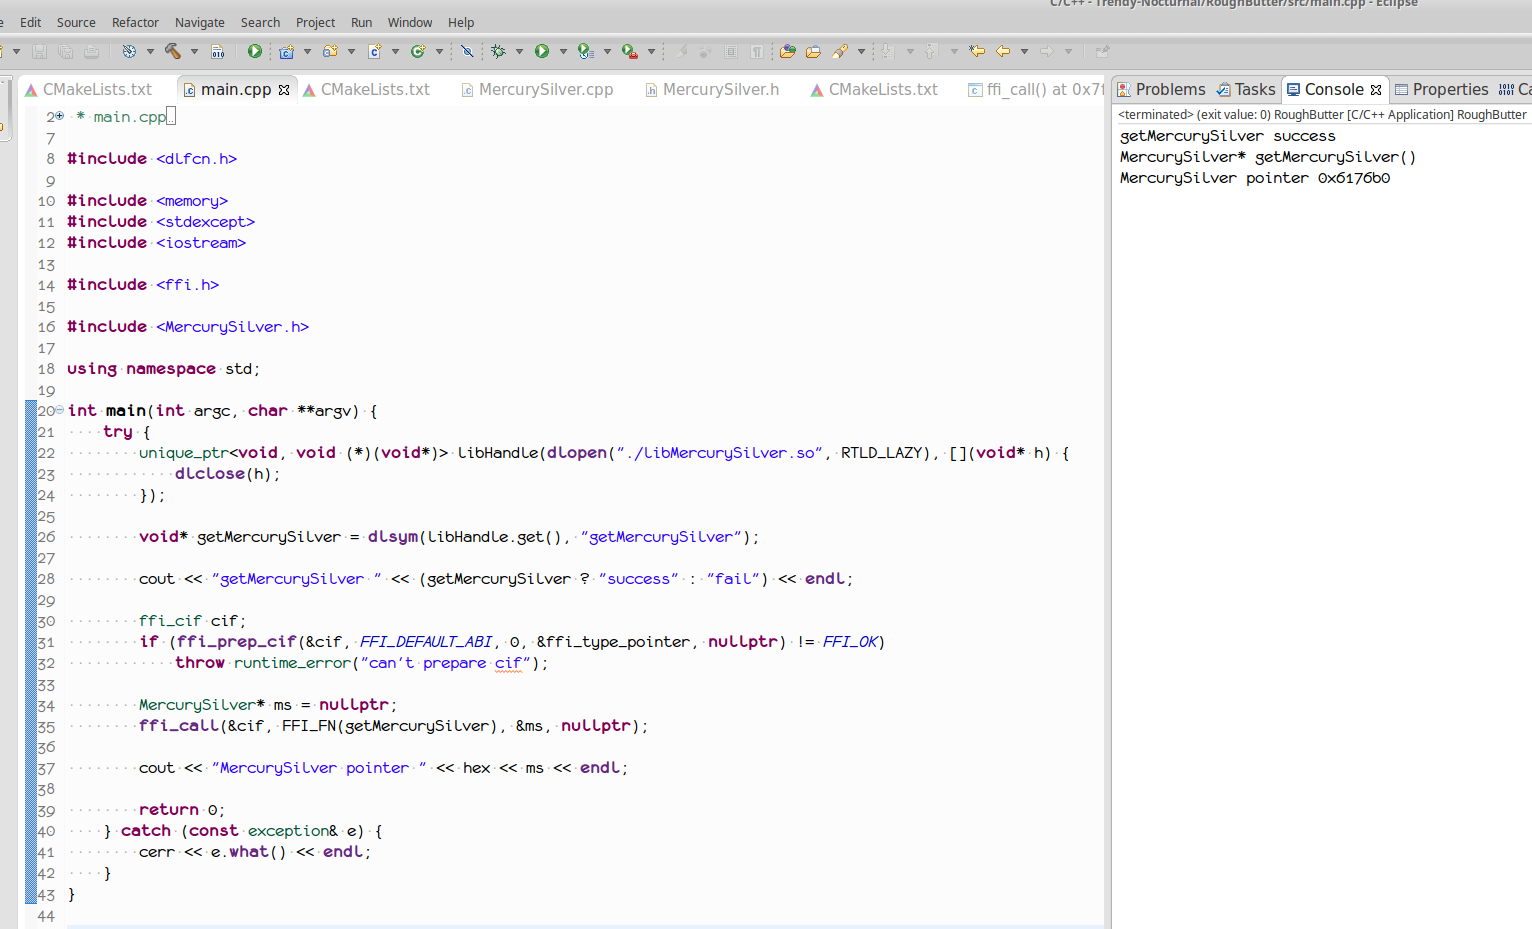 C/C++ - Trendy-Nocturnal/RoughButter/src/main.cpp - Eclipse
Edit Source Refactor Navigate Search Project Run Window Help
CMakeLists.txt main.cpp CMakeLists.txt MercurySilver.cpp MercurySilver.h CMakeLists.txt ffi_call() at 0x7f
2 * main.cpp
7
8 #include <dlfcn.h>
9
10 #include <memory>
11 #include <stdexcept>
12 #include <iostream>
13
14 #include <ffi.h>
15
16 #include <MercurySilver.h>
17
18 using namespace std;
19
20 int main(int argc, char **argv) {
21     try {
22         unique_ptr<void, void (*)(void*)> libHandle(dlopen("./libMercurySilver.so", RTLD_LAZY), [](void* h) {
23             dlclose(h);
24         });
25
26         void* getMercurySilver = dlsym(libHandle.get(), "getMercurySilver");
27
28         cout << "getMercurySilver " << (getMercurySilver ? "success" : "fail") << endl;
29
30         ffi_cif cif;
31         if (ffi_prep_cif(&cif, FFI_DEFAULT_ABI, 0, &ffi_type_pointer, nullptr) != FFI_OK)
32             throw runtime_error("can't prepare cif");
33
34         MercurySilver* ms = nullptr;
35         ffi_call(&cif, FFI_FN(getMercurySilver), &ms, nullptr);
36
37         cout << "MercurySilver pointer " << hex << ms << endl;
38
39         return 0;
40     } catch (const exception& e) {
41         cerr << e.what() << endl;
42     }
43 }
44
Problems Tasks Console Properties Ca
<terminated> (exit value: 0) RoughButter [C/C++ Application] RoughButter
getMercurySilver success
MercurySilver* getMercurySilver()
MercurySilver pointer 0x6176b0